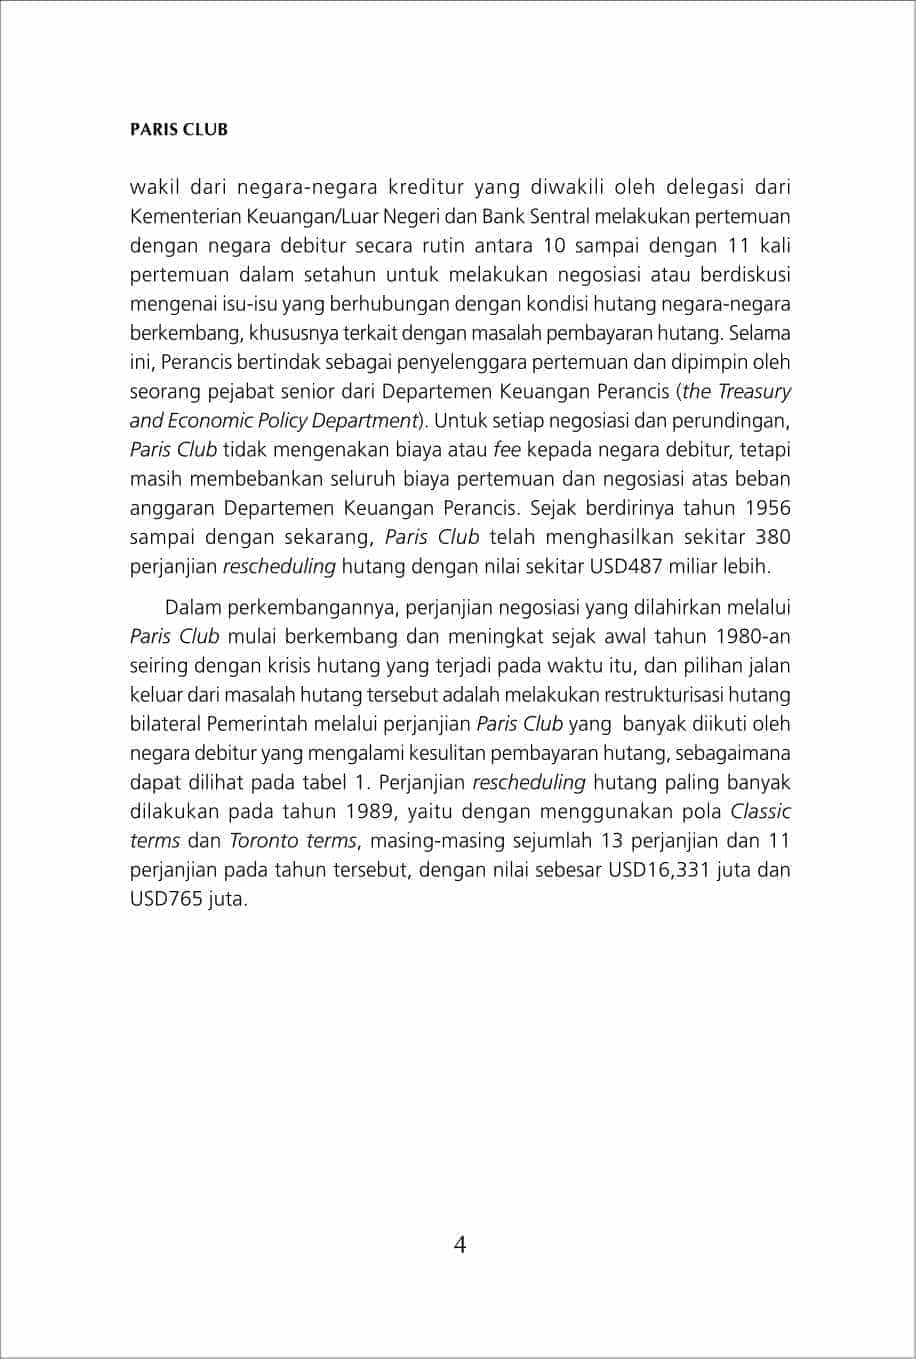 PARIS CLUB
wakil dari negara-negara kreditur yang diwakili oleh delegasi dari
Kementerian Keuangan/Luar Negeri dan Bank Sentral melakukan pertemuan
dengan negara debitur secara rutin antara 10 sampai dengan 11 kali
pertemuan dalam setahun untuk melakukan negosiasi atau berdiskusi
mengenai isu-isu yang berhubungan dengan kondisi hutang negara-negara
berkembang, khususnya terkait dengan masalah pembayaran hutang. Selama
ini, Perancis bertindak sebagai penyelenggara pertemuan dan dipimpin oleh
seorang pejabat senior dari Departemen Keuangan Perancis (the Treasury
and Economic Policy Department). Untuk setiap negosiasi dan perundingan,
Paris Club tidak mengenakan biaya atau fee kepada negara debitur, tetapi
masih membebankan seluruh biaya pertemuan dan negosiasi atas beban
anggaran Departemen Keuangan Perancis. Sejak berdirinya tahun 1956
sampai dengan sekarang, Paris Club telah menghasilkan sekitar 380
perjanjian rescheduling hutang dengan nilai sekitar USD487 miliar lebih.
Dalam perkembangannya, perjanjian negosiasi yang dilahirkan melalui
Paris Club mulai berkembang dan meningkat sejak awal tahun 1980-an
seiring dengan krisis hutang yang terjadi pada waktu itu, dan pilihan jalan
keluar dari masalah hutang tersebut adalah melakukan restrukturisasi hutang
bilateral Pemerintah melalui perjanjian Paris Club yang banyak diikuti oleh
negara debitur yang mengalami kesulitan pembayaran hutang, sebagaimana
dapat dilihat pada tabel 1. Perjanjian rescheduling hutang paling banyak
dilakukan pada tahun 1989, yaitu dengan menggunakan pola Classic
terms dan Toronto terms, masing-masing sejumlah 13 perjanjian dan 11
perjanjian pada tahun tersebut, dengan nilai sebesar USD16,331 juta dan
USD765 juta.
4